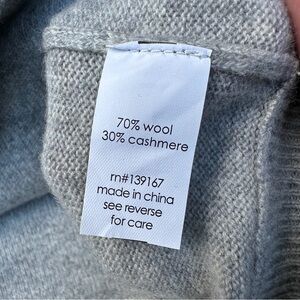 70% wool
30% cashmere
rn#139167
made in china
see reverse
for care